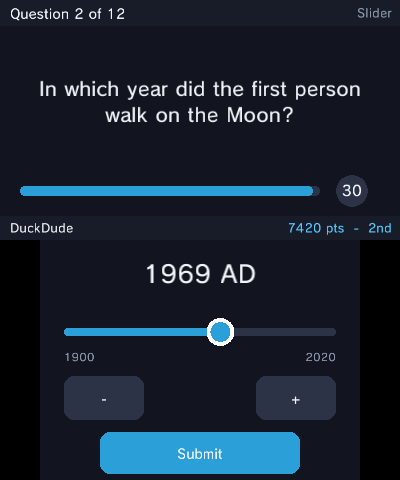 Question 2 of 12
Slider
In which year did the first person
walk on the Moon?
30
DuckDude
7420 pts - 2nd
1969 AD
1900
2020
-
+
Submit